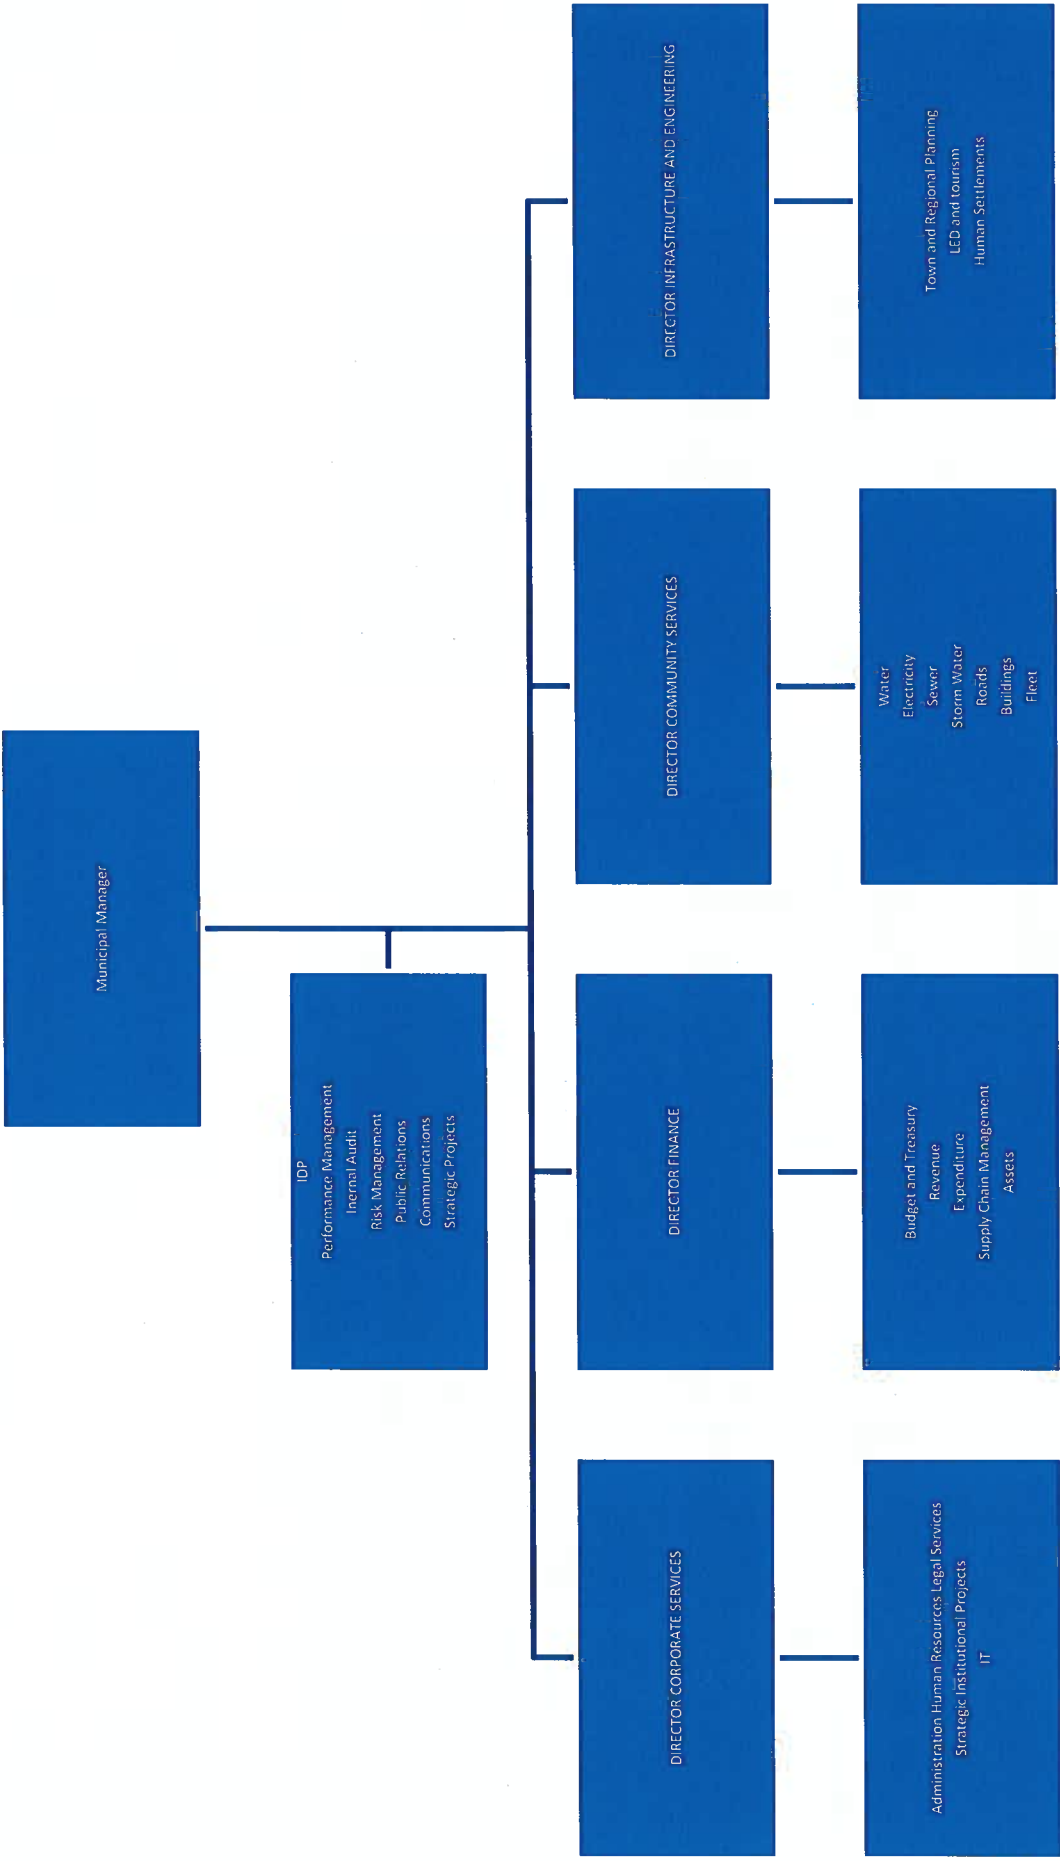 Municipal Manager
IDP
Performance Management
Inernal Audit
Risk Management
Public Relations
Communications
Strategic Projects
DIRECTOR CORPORATE SERVICES
DIRECTOR FINANCE
DIRECTOR COMMUNITY SERVICES
DIRECTOR INFRASTRUCTURE AND ENGINEERING
Administration Human Resources Legal Services
Strategic Institutional Projects
IT
Budget and Treasury
Revenue
Expenditure
Supply Chain Management
Assets
Water
Electricity
Sewer
Storm Water
Roads
Buildings
Fleet
Town and Regional Planning
LED and tourism
Human Settlements